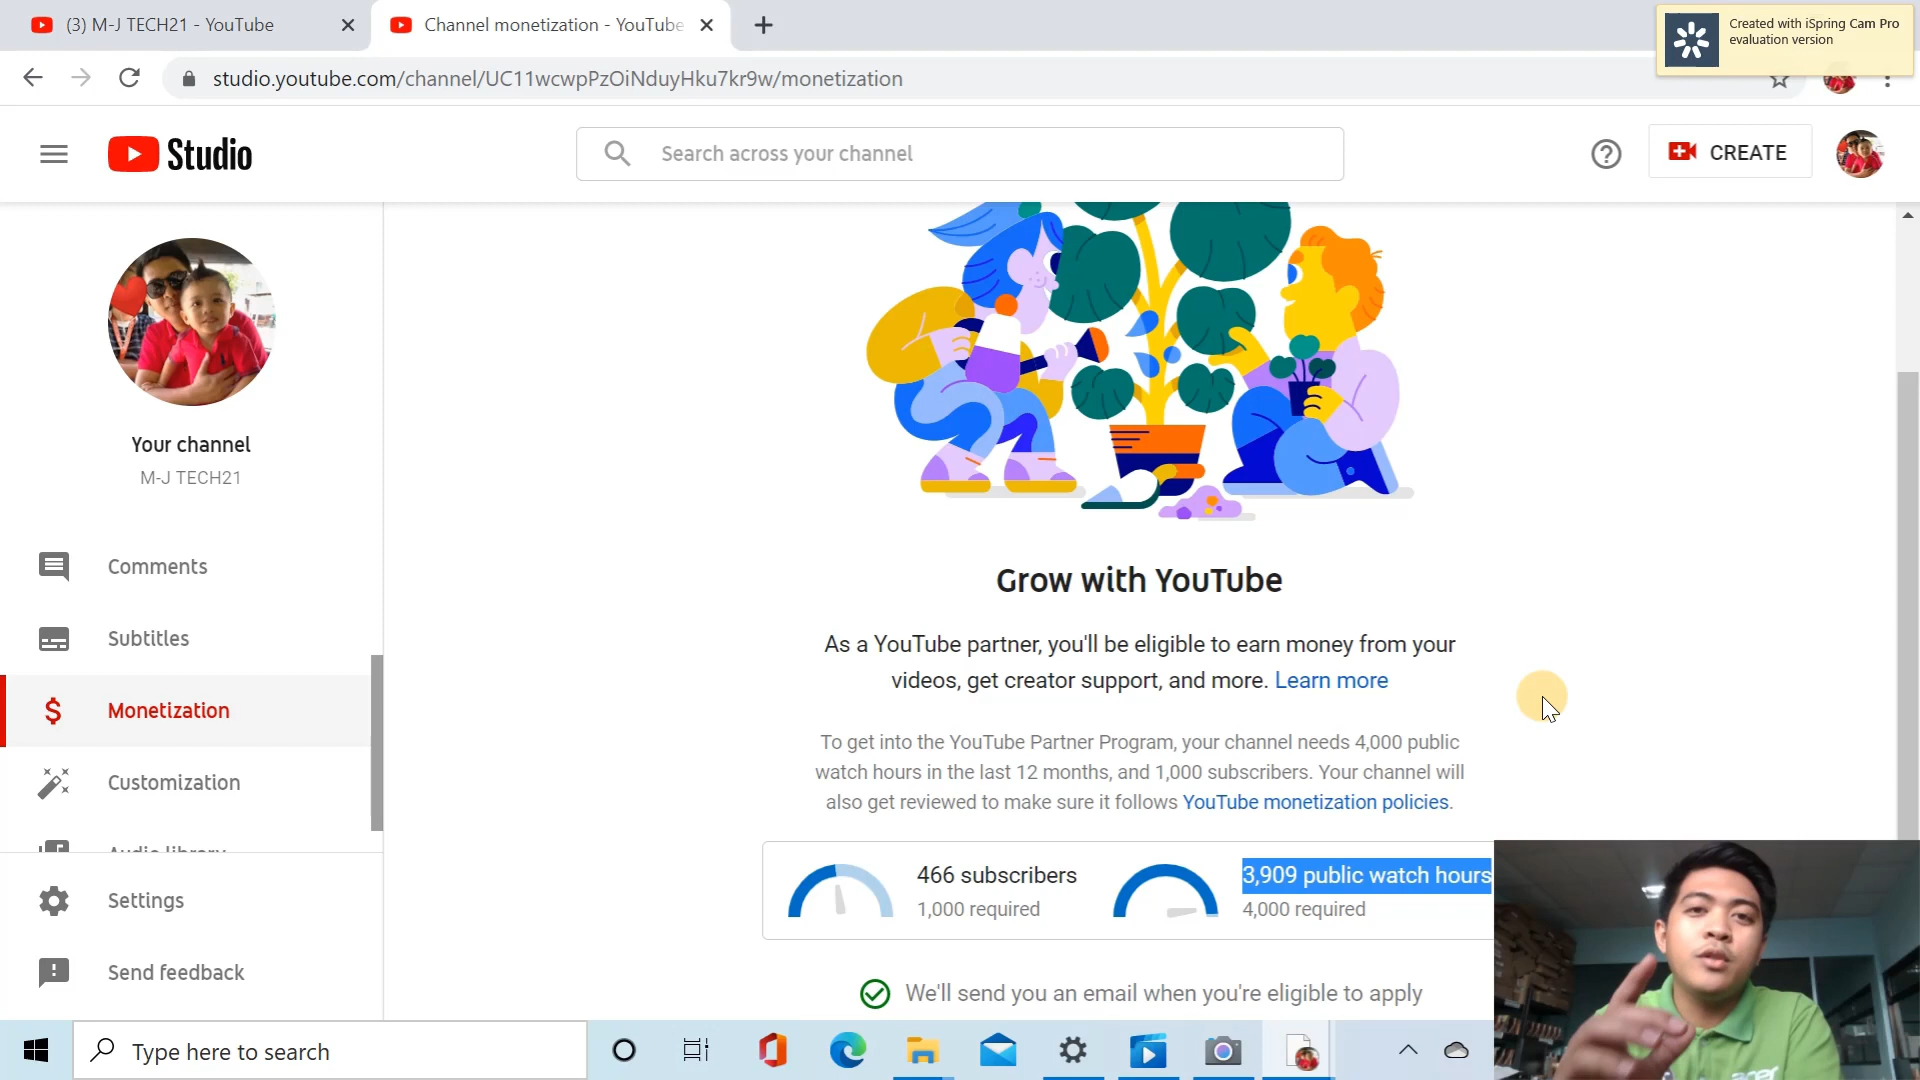 (3) M-J TECH21 - YouTube
Channel monetization - YouTube
Created with iSpring Cam Pro
evaluation version
studio.youtube.com/channel/UC11wcwpPzOiNduyHku7kr9w/monetization
Studio
Search across your channel
CREATE
Your channel
M-J TECH21
Comments
Subtitles
Monetization
Customization
Audio library
Settings
Send feedback
Grow with YouTube
As a YouTube partner, you'll be eligible to earn money from your
videos, get creator support, and more. Learn more
To get into the YouTube Partner Program, your channel needs 4,000 public
watch hours in the last 12 months, and 1,000 subscribers. Your channel will
also get reviewed to make sure it follows YouTube monetization policies.
466 subscribers
1,000 required
3,909 public watch hours
4,000 required
We'll send you an email when you're eligible to apply
Type here to search